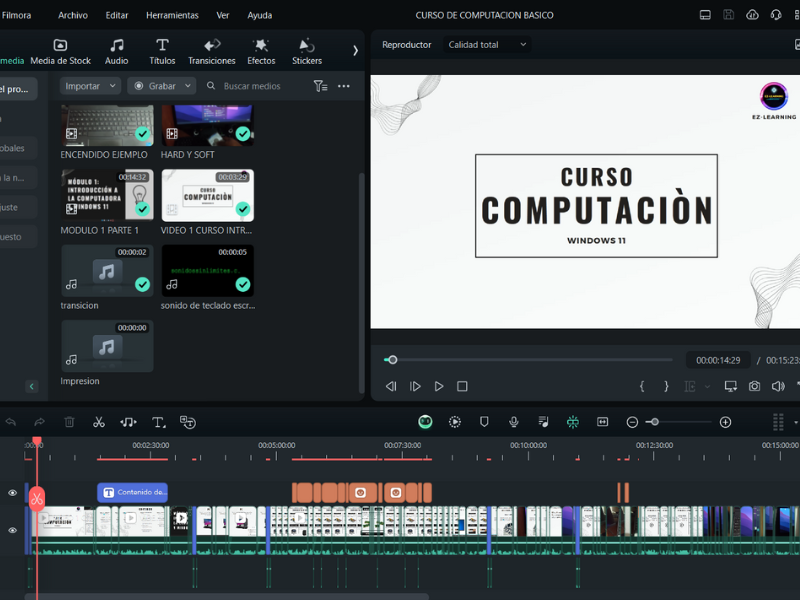 Filmora Archivo Editar Herramientas Ver Ayuda CURSO DE COMPUTACION BASICO
media Media de Stock Audio Títulos Transiciones Efectos Stickers
Reproductor Calidad total
el pro...
Importar Grabar Buscar medios
obales
a la n...
juste
uesto
ENCENDIDO EJEMPLO HARD Y SOFT
00:14:32 00:03:29
MÓDULO 1:
INTRODUCCIÓN A
LA COMPUTADORA
WINDOWS 11
CURSO
COMPUTACIÒN
MODULO 1 PARTE 1 VIDEO 1 CURSO INTR...
00:00:02 00:00:05
transicion sonido de teclado escr...
00:00:00
Impresion
EZ-LEARNING
CURSO
COMPUTACIÒN
WINDOWS 11
00:00:14:29 / 00:15:23:
:00:00 00:02:30:00 00:05:00:00 00:07:30:00 00:10:00:00 00:12:30:00 00:15:00:00
Contenido de...
COMPUTACIÒN